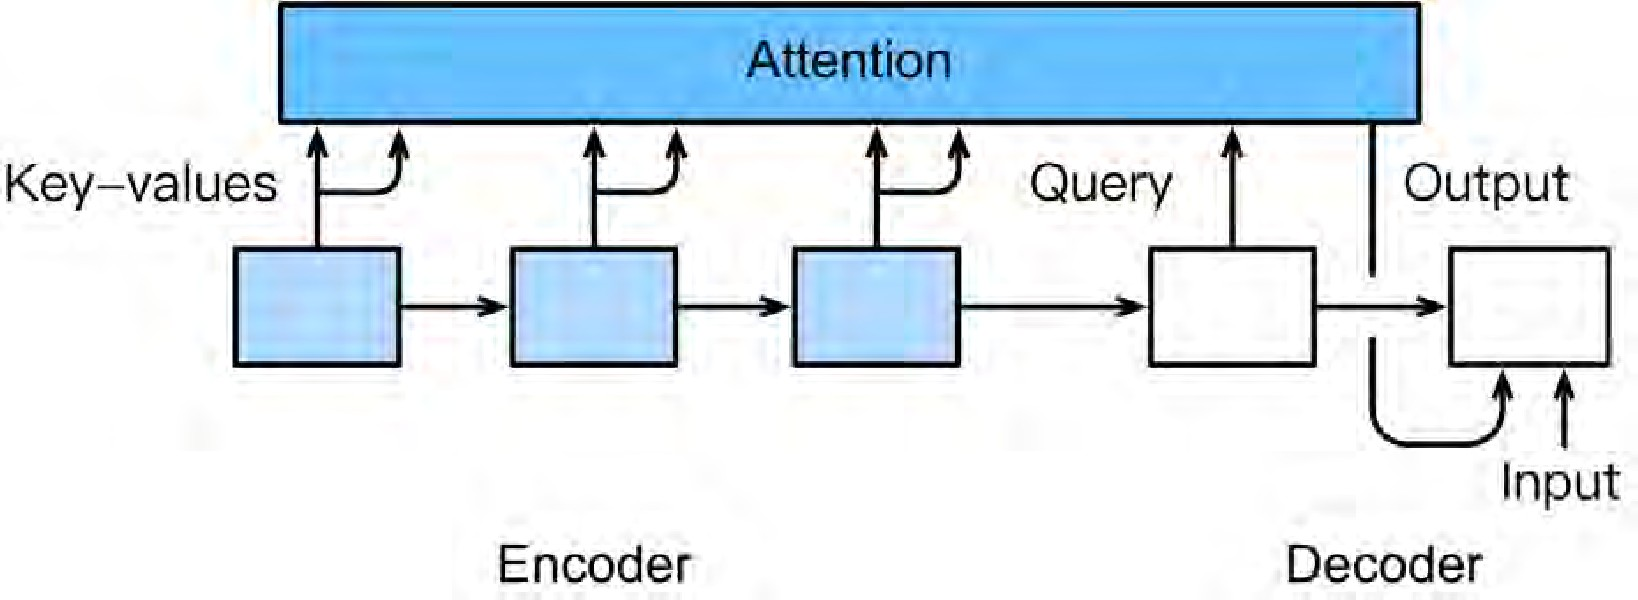 Attention
Key–values
Query
Output
Input
Encoder
Decoder